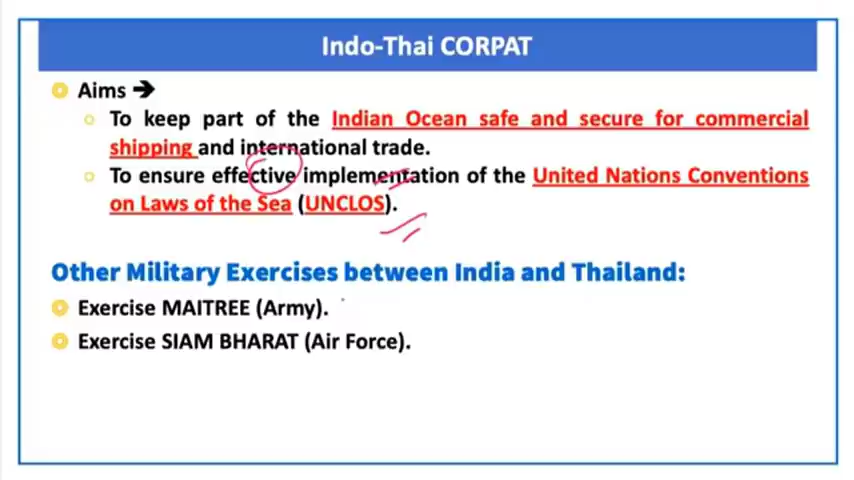 Indo-Thai CORPAT
Aims →
To keep part of the Indian Ocean safe and secure for commercial
shipping and international trade.
To ensure effective implementation of the United Nations Conventions
on Laws of the Sea (UNCLOS).
Other Military Exercises between India and Thailand:
Exercise MAITREE (Army).
Exercise SIAM BHARAT (Air Force).